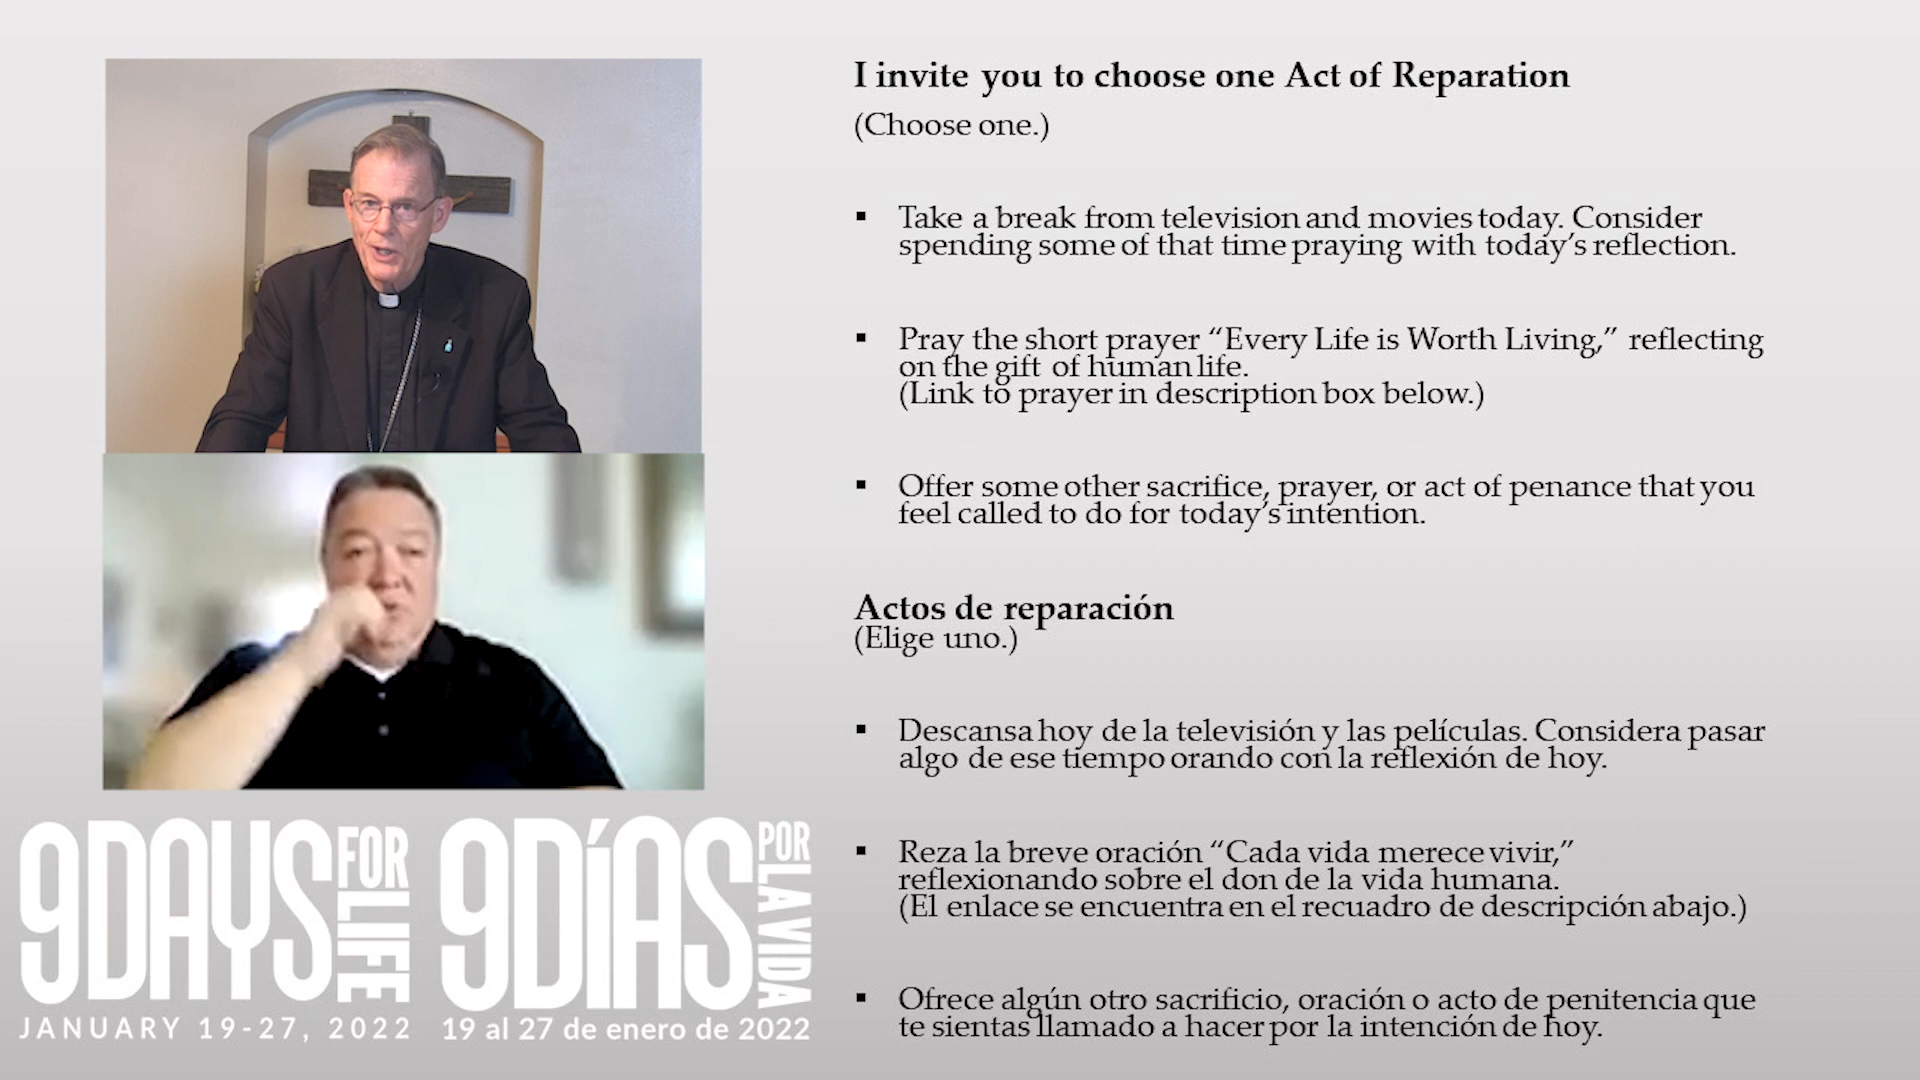 I invite you to choose one Act of Reparation
(Choose one.)
▪ Take a break from television and movies today. Consider
spending some of that time praying with today’s reflection.
▪ Pray the short prayer “Every Life is Worth Living,” reflecting
on the gift of human life.
(Link to prayer in description box below.)
▪ Offer some other sacrifice, prayer, or act of penance that you
feel called to do for today’s intention.
Actos de reparación
(Elige uno.)
▪ Descansa hoy de la televisión y las películas. Considera pasar
algo de ese tiempo orando con la reflexión de hoy.
▪ Reza la breve oración “Cada vida merece vivir,”
reflexionando sobre el don de la vida humana.
(El enlace se encuentra en el recuadro de descripción abajo.)
▪ Ofrece algún otro sacrificio, oración o acto de penitencia que
te sientas llamado a hacer por la intención de hoy.
9DAYS FOR LIFE
JANUARY 19-27, 2022
9DÍAS POR LA VIDA
19 al 27 de enero de 2022